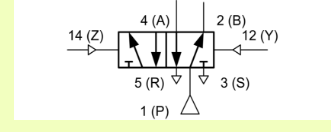 4 (A) 2 (B)
14 (Z) 12 (Y)
5 (R) 3 (S)
1 (P)